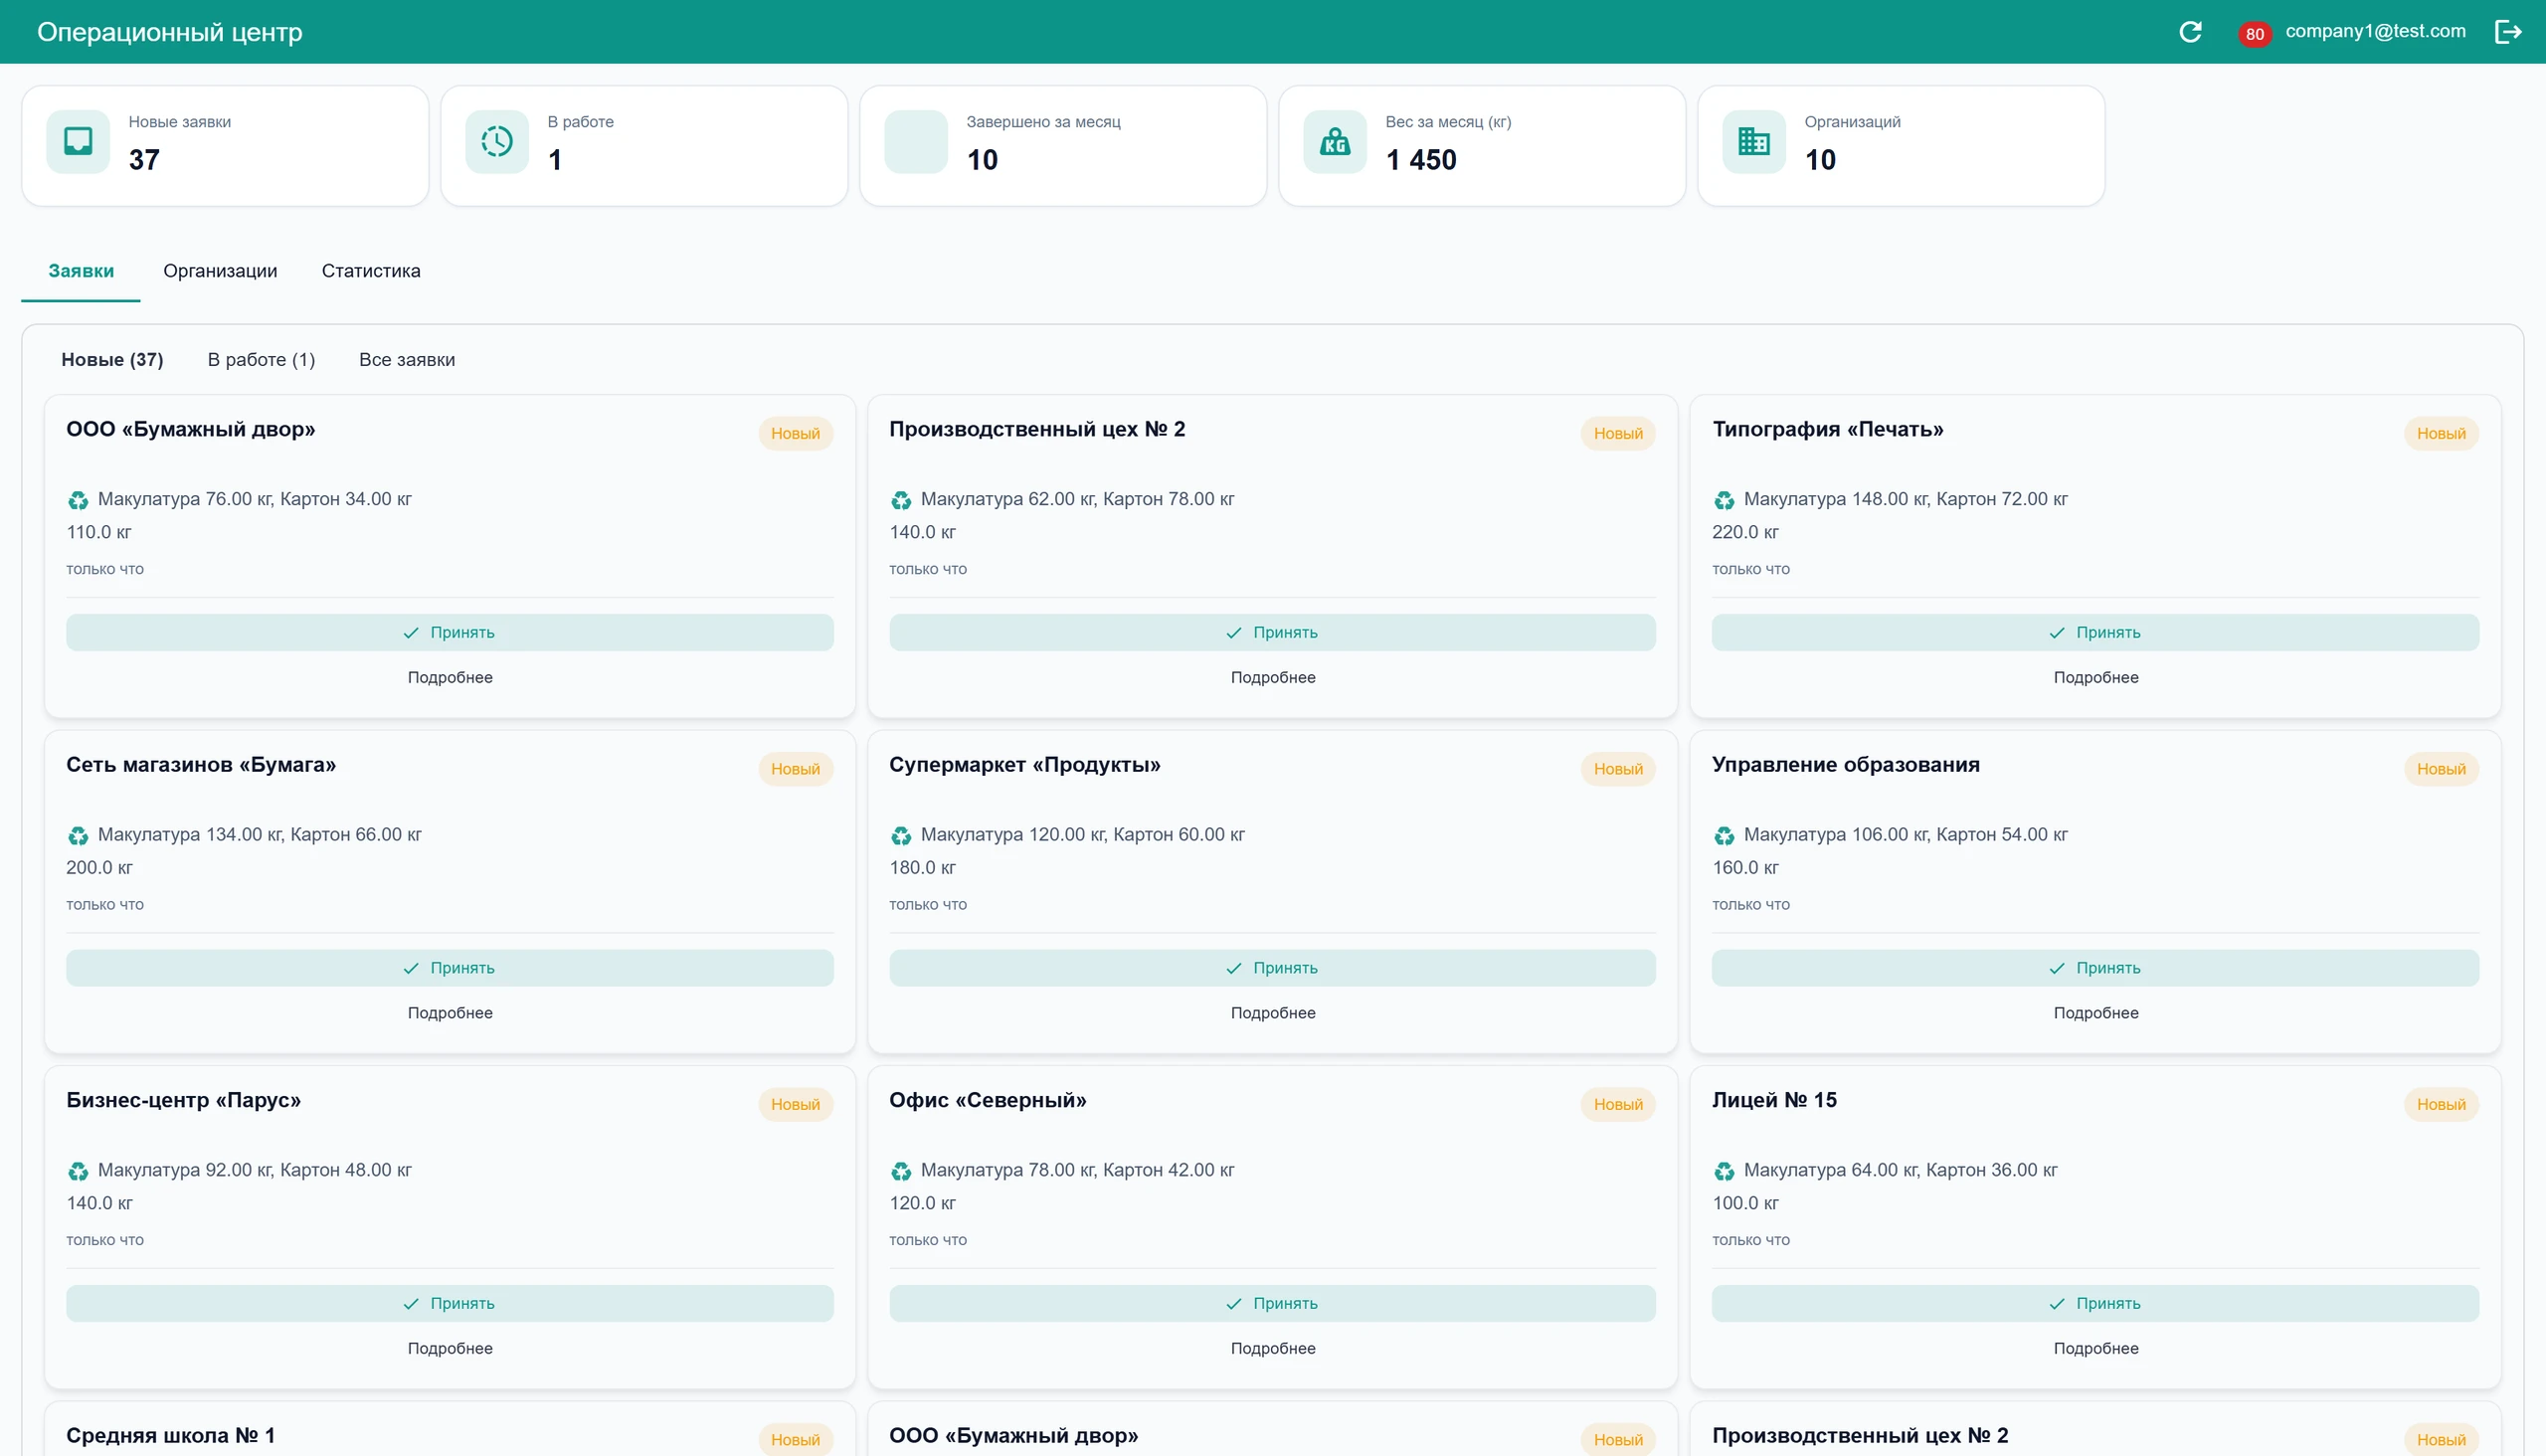 Операционный центр
80 company1@test.com
Новые заявки
37
В работе
1
Завершено за месяц
10
KG
Вес за месяц (кг)
1 450
Организаций
10
Заявки Организации Статистика
Новые (37) В работе (1) Все заявки
ООО «Бумажный двор» Новый
Макулатура 76.00 кг, Картон 34.00 кг
110.0 кг
только что
Принять
Подробнее
Производственный цех № 2 Новый
Макулатура 62.00 кг, Картон 78.00 кг
140.0 кг
только что
Принять
Подробнее
Типография «Печать» Новый
Макулатура 148.00 кг, Картон 72.00 кг
220.0 кг
только что
Принять
Подробнее
Сеть магазинов «Бумага» Новый
Макулатура 134.00 кг, Картон 66.00 кг
200.0 кг
только что
Принять
Подробнее
Супермаркет «Продукты» Новый
Макулатура 120.00 кг, Картон 60.00 кг
180.0 кг
только что
Принять
Подробнее
Управление образования Новый
Макулатура 106.00 кг, Картон 54.00 кг
160.0 кг
только что
Принять
Подробнее
Бизнес-центр «Парус» Новый
Макулатура 92.00 кг, Картон 48.00 кг
140.0 кг
только что
Принять
Подробнее
Офис «Северный» Новый
Макулатура 78.00 кг, Картон 42.00 кг
120.0 кг
только что
Принять
Подробнее
Лицей № 15 Новый
Макулатура 64.00 кг, Картон 36.00 кг
100.0 кг
только что
Принять
Подробнее
Средняя школа № 1 Новый
ООО «Бумажный двор» Новый
Производственный цех № 2 Новый